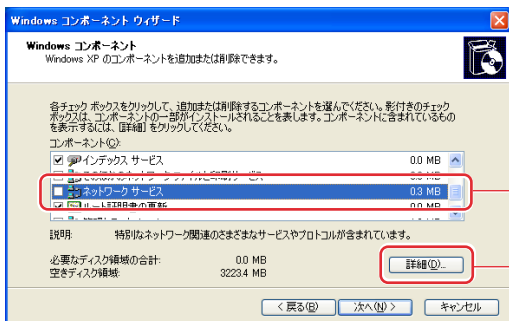 Windows コンポーネント ウィザード
Windows コンポーネント
Windows XP のコンポーネントを追加または削除できます。
各チェック ボックスをクリックして、追加または削除するコンポーネントを選んでください。影付きのチェック
ボックスは、コンポーネントの一部がインストールされることを表します。コンポーネントに含まれているもの
を表示するには、[詳細] をクリックしてください。
コンポーネント(C):
インデックス サービス 0.0 MB
ネットワーク サービス 0.3 MB
ルート証明書の更新 0.0 MB
説明: 特別なネットワーク関連のさまざまなサービスやプロトコルが含まれています。
必要なディスク領域の合計: 0.0 MB
詳細(D)...
空きディスク領域: 3223.4 MB
< 戻る(B) 次へ(N) > キャンセル